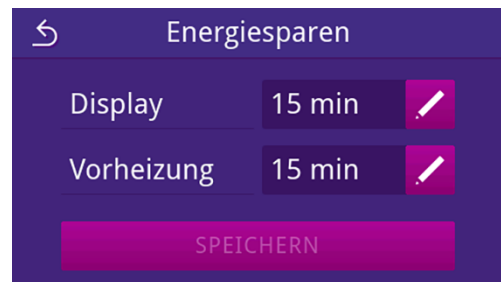 Energiesparen
Display 15 min
Vorheizung 15 min
SPEICHERN